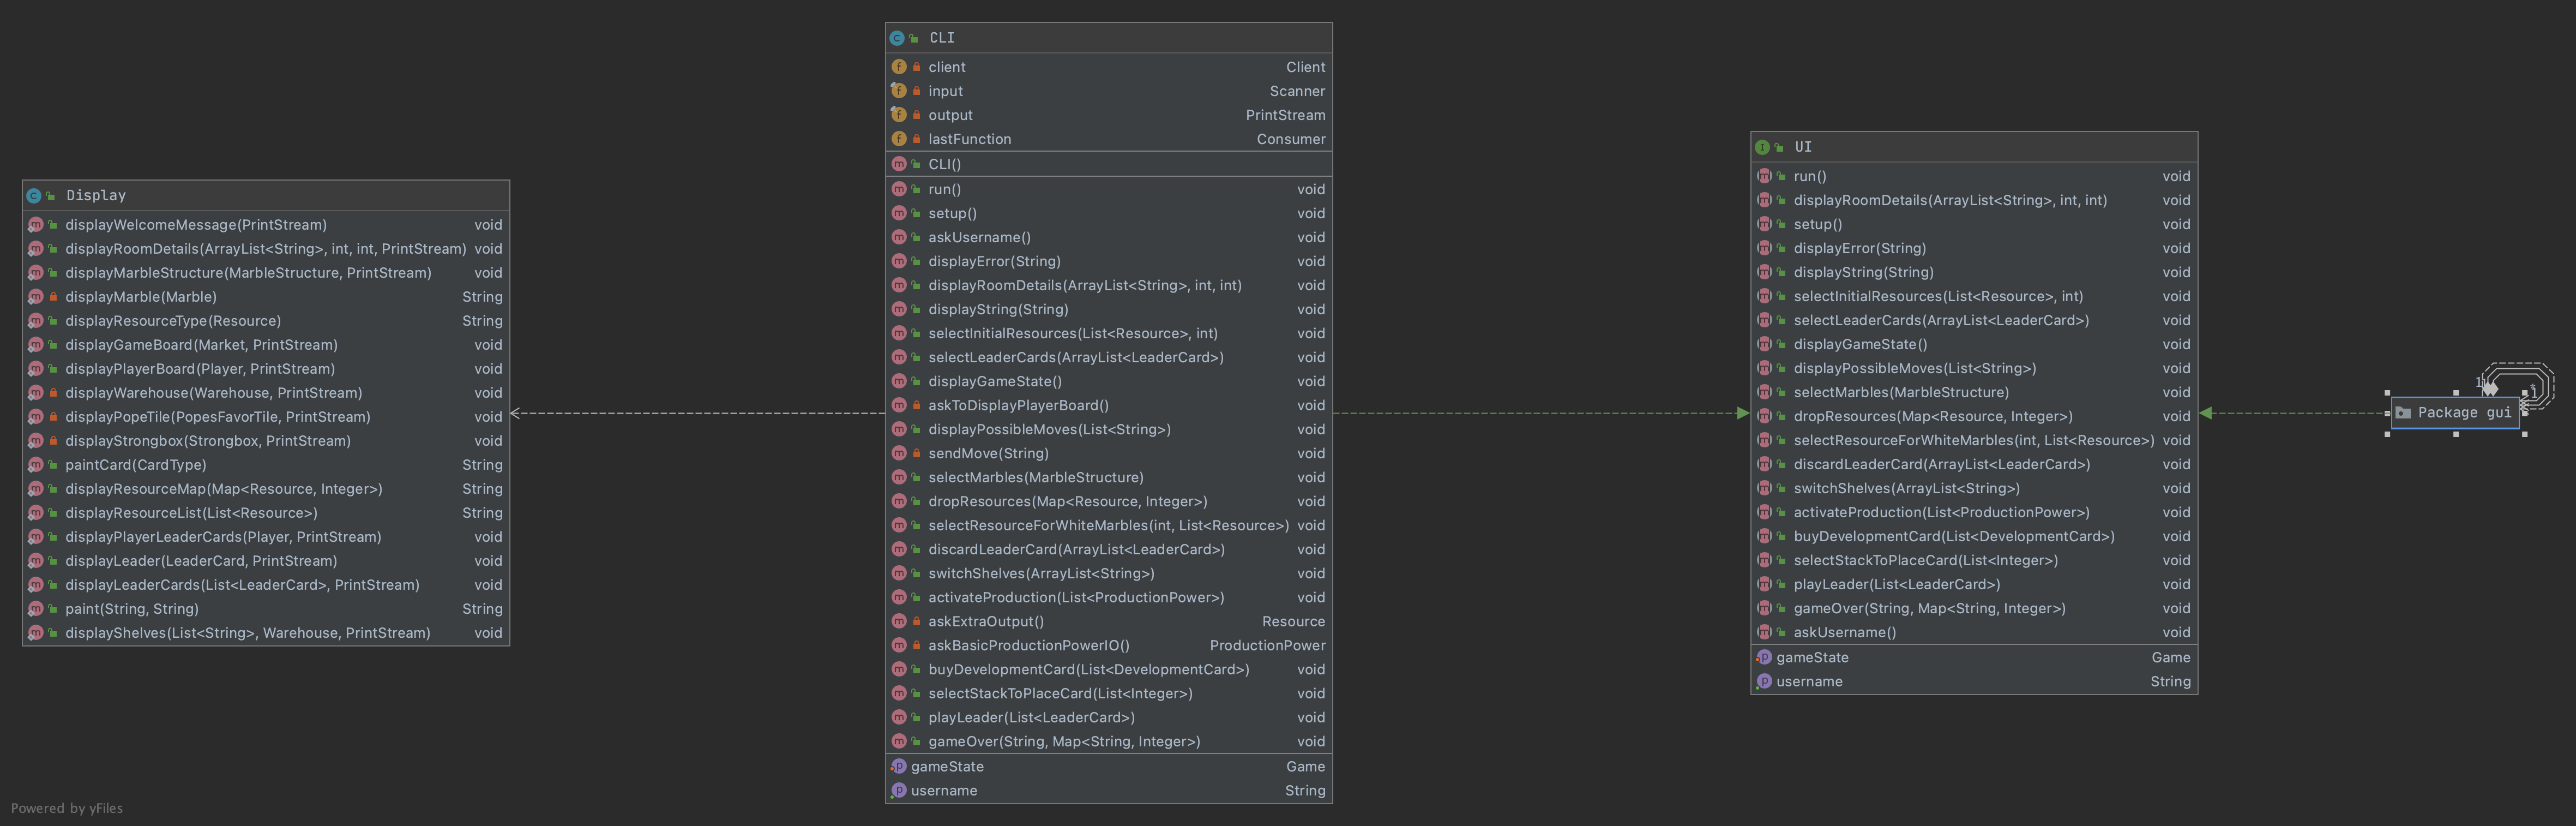 Display
displayWelcomeMessage(PrintStream) void
displayRoomDetails(ArrayList<String>, int, int, PrintStream) void
displayMarbleStructure(MarbleStructure, PrintStream) void
displayMarble(Marble) String
displayResourceType(Resource) String
displayGameBoard(Market, PrintStream) void
displayPlayerBoard(Player, PrintStream) void
displayWarehouse(Warehouse, PrintStream) void
displayPopeTile(PopesFavorTile, PrintStream) void
displayStrongbox(Strongbox, PrintStream) void
paintCard(CardType) String
displayResourceMap(Map<Resource, Integer>) String
displayResourceList(List<Resource>) String
displayPlayerLeaderCards(Player, PrintStream) void
displayLeader(LeaderCard, PrintStream) void
displayLeaderCards(List<LeaderCard>, PrintStream) void
paint(String, String) String
displayShelves(List<String>, Warehouse, PrintStream) void
CLI
client Client
input Scanner
output PrintStream
lastFunction Consumer
CLI()
run() void
setup() void
askUsername() void
displayError(String) void
displayRoomDetails(ArrayList<String>, int, int) void
displayString(String) void
selectInitialResources(List<Resource>, int) void
selectLeaderCards(ArrayList<LeaderCard>) void
displayGameState() void
askToDisplayPlayerBoard() void
displayPossibleMoves(List<String>) void
sendMove(String) void
selectMarbles(MarbleStructure) void
dropResources(Map<Resource, Integer>) void
selectResourceForWhiteMarbles(int, List<Resource>) void
discardLeaderCard(ArrayList<LeaderCard>) void
switchShelves(ArrayList<String>) void
activateProduction(List<ProductionPower>) void
askExtraOutput() Resource
askBasicProductionPowerIO() ProductionPower
buyDevelopmentCard(List<DevelopmentCard>) void
selectStackToPlaceCard(List<Integer>) void
playLeader(List<LeaderCard>) void
gameOver(String, Map<String, Integer>) void
gameState Game
username String
UI
run() void
displayRoomDetails(ArrayList<String>, int, int) void
setup() void
displayError(String) void
displayString(String) void
selectInitialResources(List<Resource>, int) void
selectLeaderCards(ArrayList<LeaderCard>) void
displayGameState() void
displayPossibleMoves(List<String>) void
selectMarbles(MarbleStructure) void
dropResources(Map<Resource, Integer>) void
selectResourceForWhiteMarbles(int, List<Resource>) void
discardLeaderCard(ArrayList<LeaderCard>) void
switchShelves(ArrayList<String>) void
activateProduction(List<ProductionPower>) void
buyDevelopmentCard(List<DevelopmentCard>) void
selectStackToPlaceCard(List<Integer>) void
playLeader(List<LeaderCard>) void
gameOver(String, Map<String, Integer>) void
askUsername() void
gameState Game
username String
Package gui
Powered by yFiles